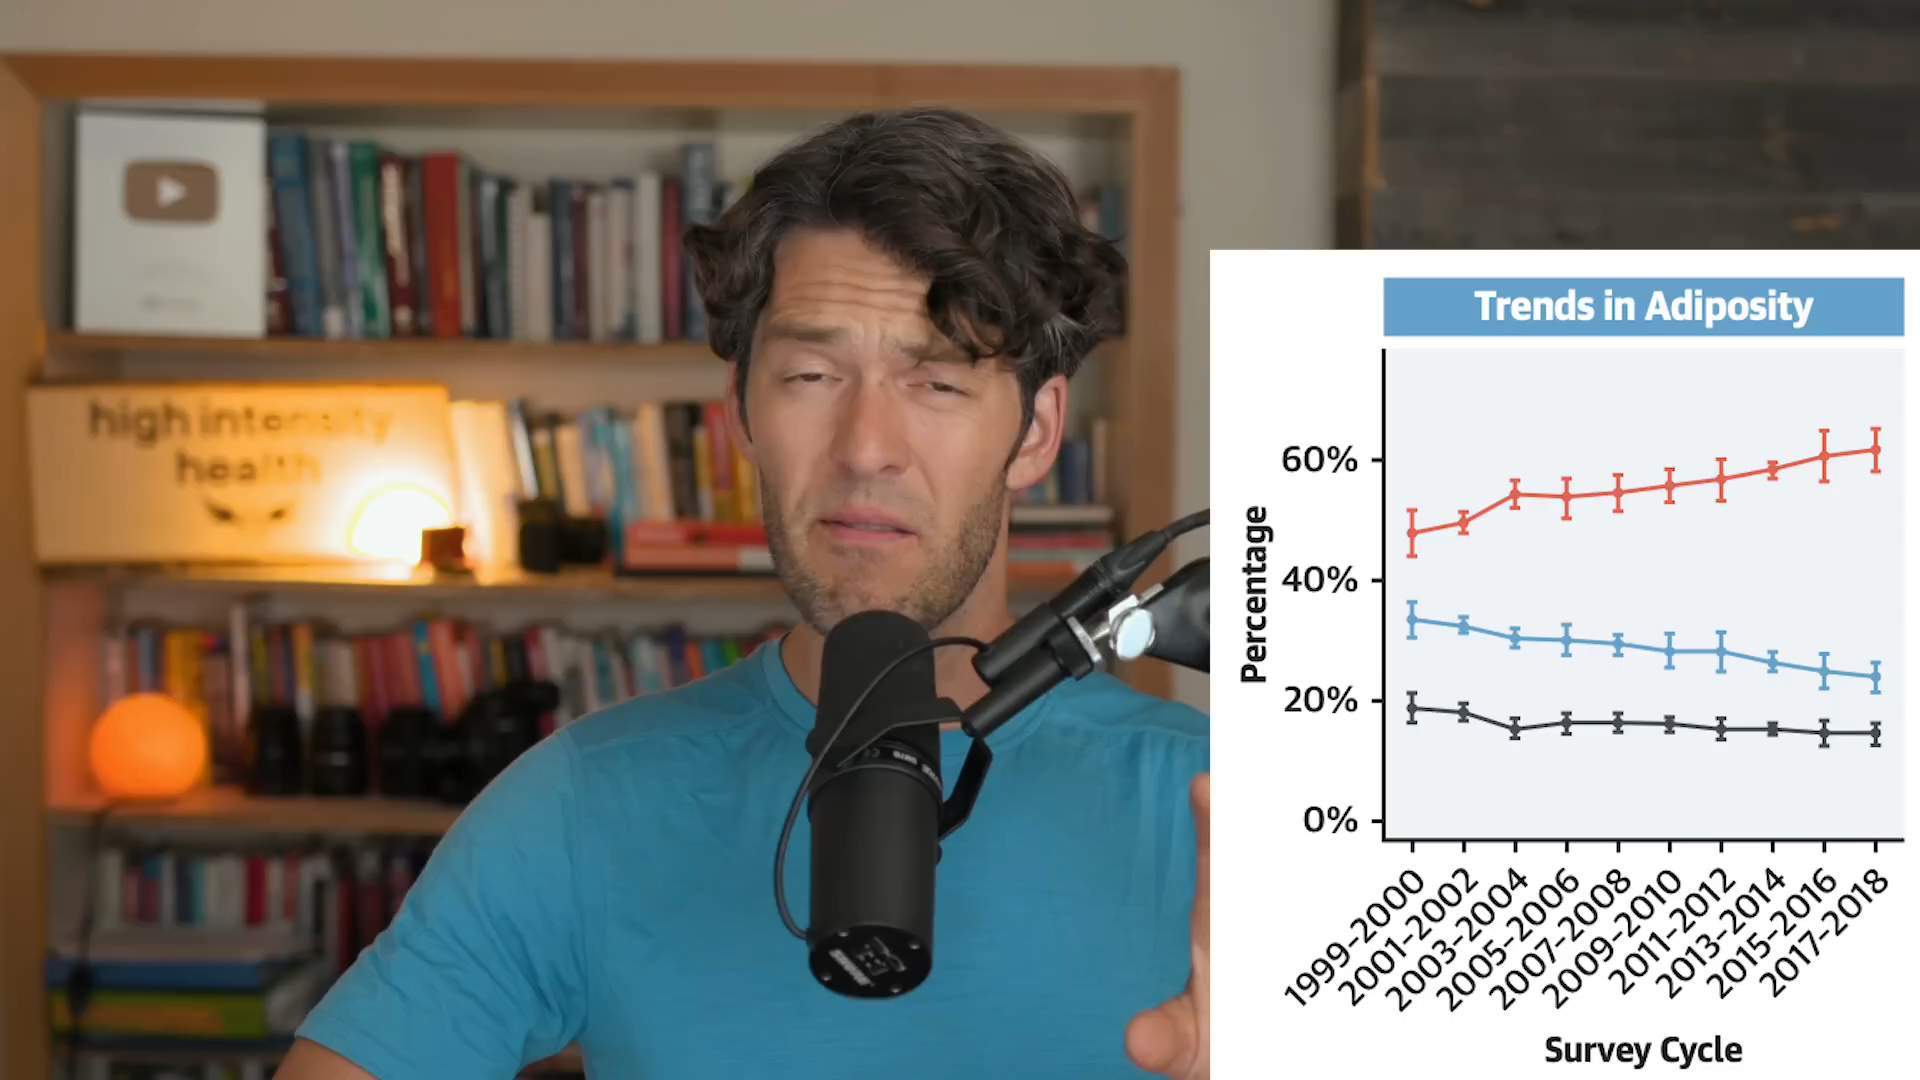 high intensity
health
Trends in Adiposity
Percentage
60%
40%
20%
0%
1999-2000
2001-2002
2003-2004
2005-2006
2007-2008
2009-2010
2011-2012
2013-2014
2015-2016
2017-2018
Survey Cycle